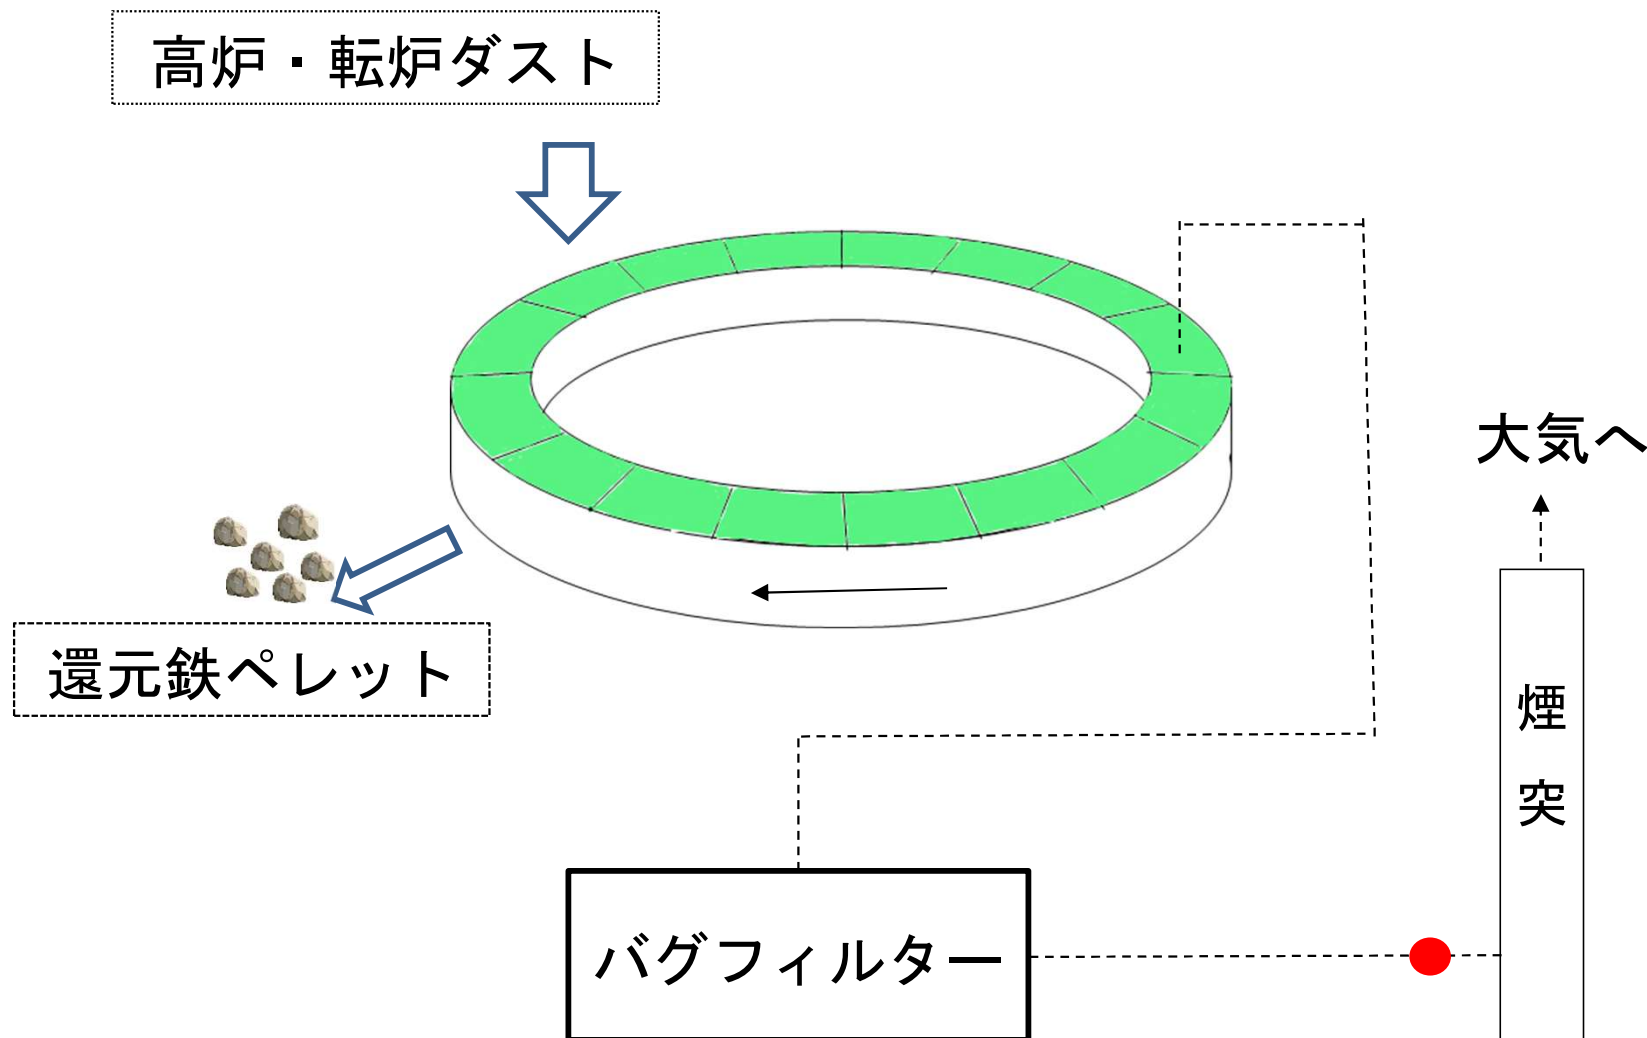 高炉・転炉ダスト
大気へ
還元鉄ペレット
煙突
バグフィルター